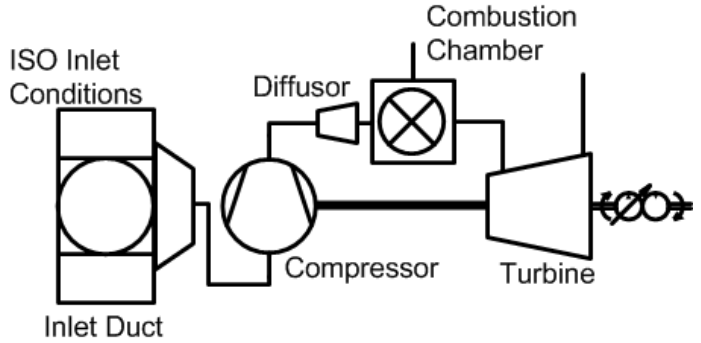 Combustion
Chamber
ISO Inlet
Conditions
Diffusor
Compressor
Turbine
Inlet Duct